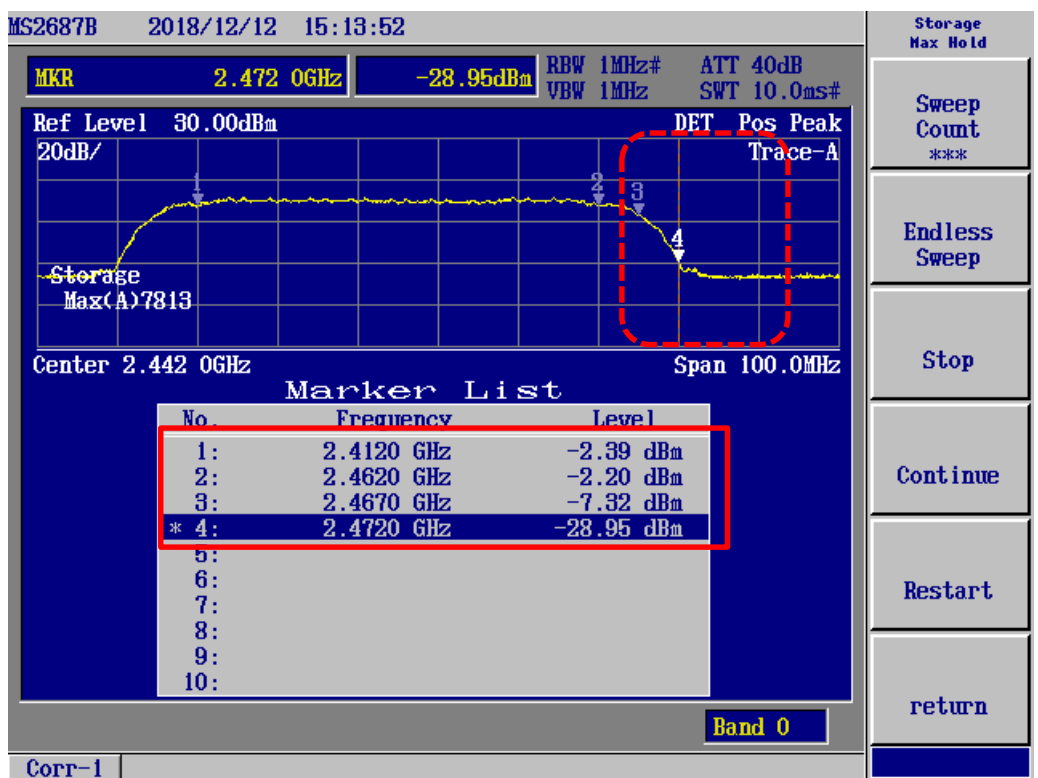 MS2687B 2018/12/12 15:13:52
Storage
Max Hold
MKR 2.472 0GHz -28.95dBm
RBW 1MHz# ATT 40dB
VBW 1MHz SWT 10.0ms#
Ref Level 30.00dBm DET Pos Peak
20dB/ Trace-A
1 2 3 4
Storage
Max(A)7813
Center 2.442 0GHz Span 100.0MHz
Marker List
No. Frequency Level
1: 2.4120 GHz -2.39 dBm
2: 2.4620 GHz -2.20 dBm
3: 2.4670 GHz -7.32 dBm
* 4: 2.4720 GHz -28.95 dBm
5:
6:
7:
8:
9:
10:
Sweep
Count
***
Endless
Sweep
Stop
Continue
Restart
return
Band 0
Corr-1